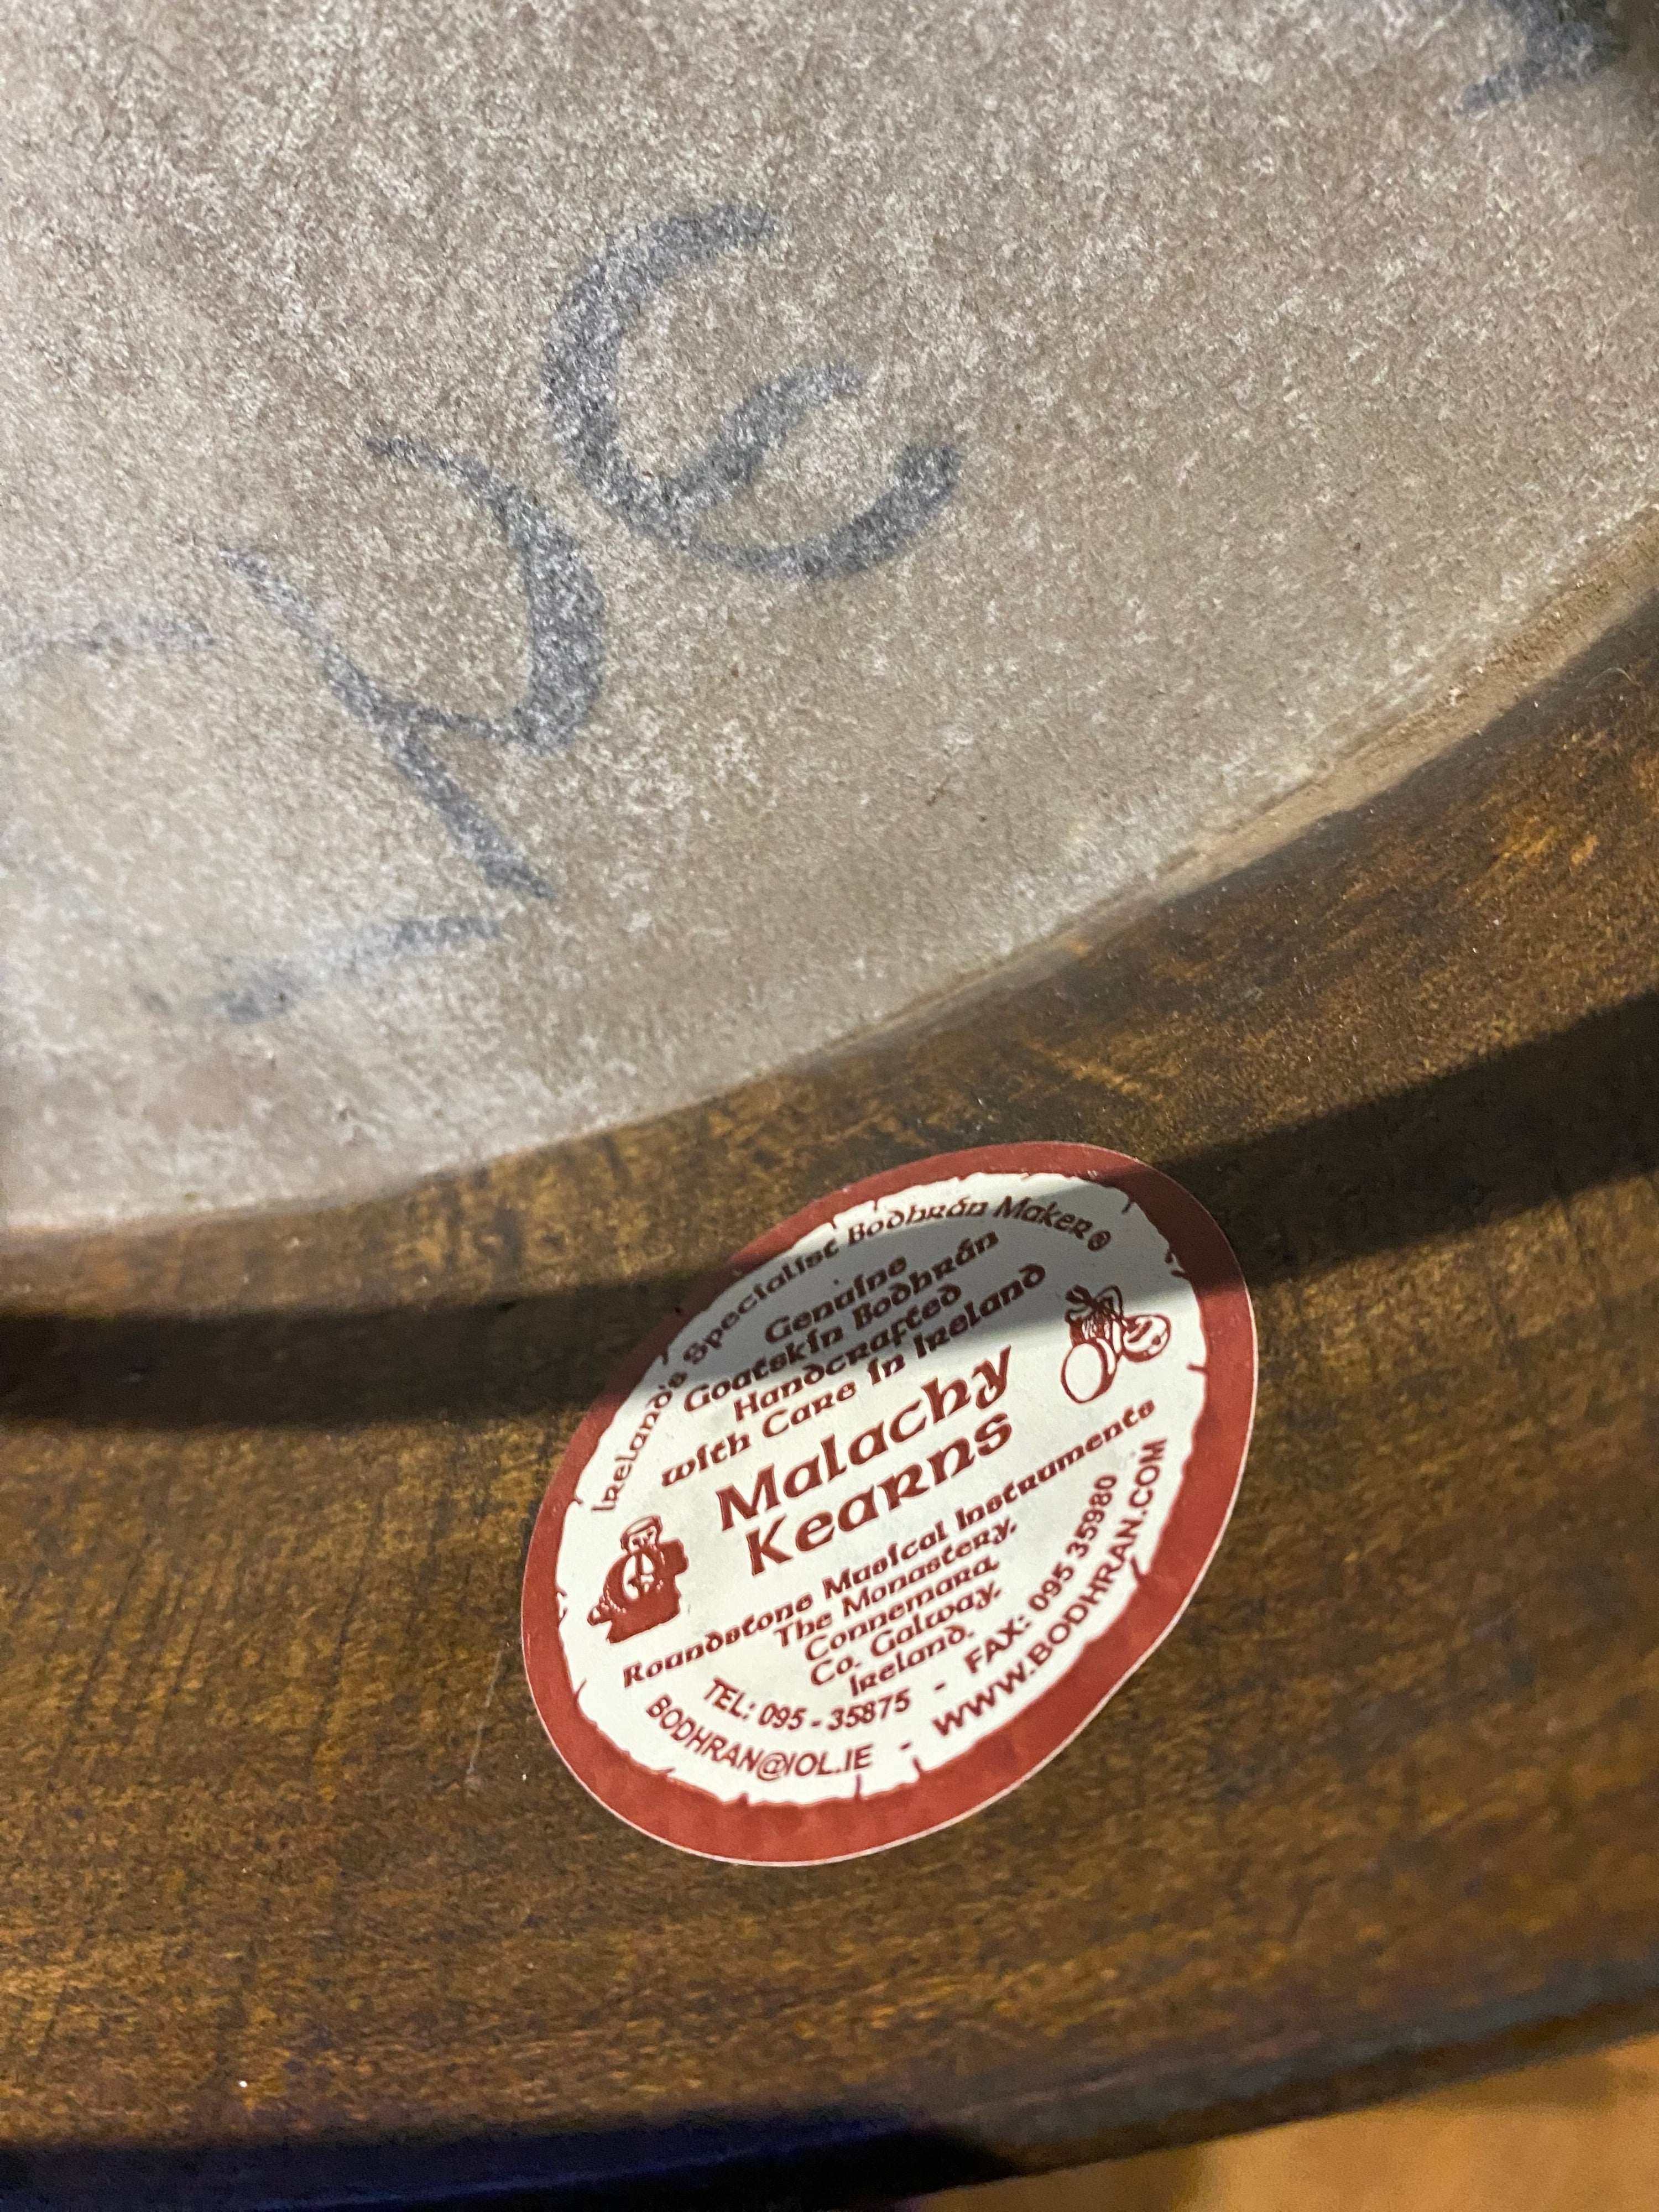 Ireland's Specialist Bodhrán Maker ®
Genuine
Goatskin Bodhrán
Handcrafted
with Care in Ireland
Malachy
Kearns
Roundstone Musical Instruments
The Monastery,
Connemara
Co. Galway,
Ireland.
TEL: 095 - 35875 - FAX: 095 35980
BODHRAN@IOL.IE - WWW.BODHRAN.COM